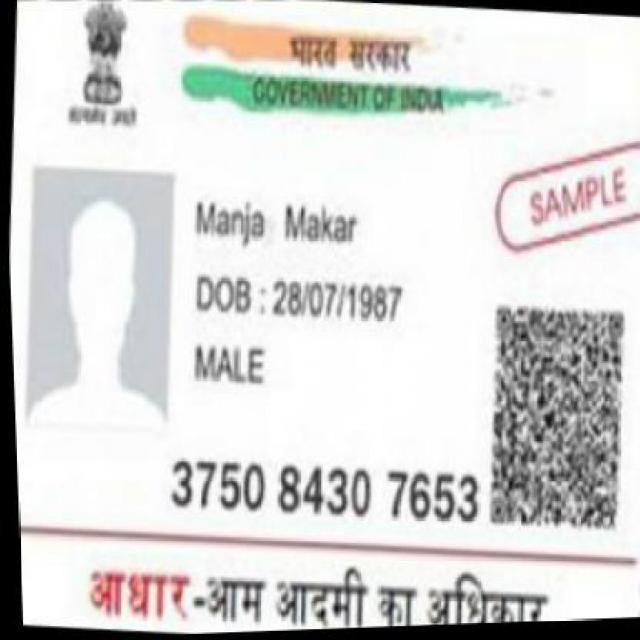 भारत सरकार
GOVERNMENT OF INDIA
सत्यमेव जयते
Manja Makar
SAMPLE
DOB : 28/07/1987
MALE
3750 8430 7653
आधार-आम आदमी का अधिकार